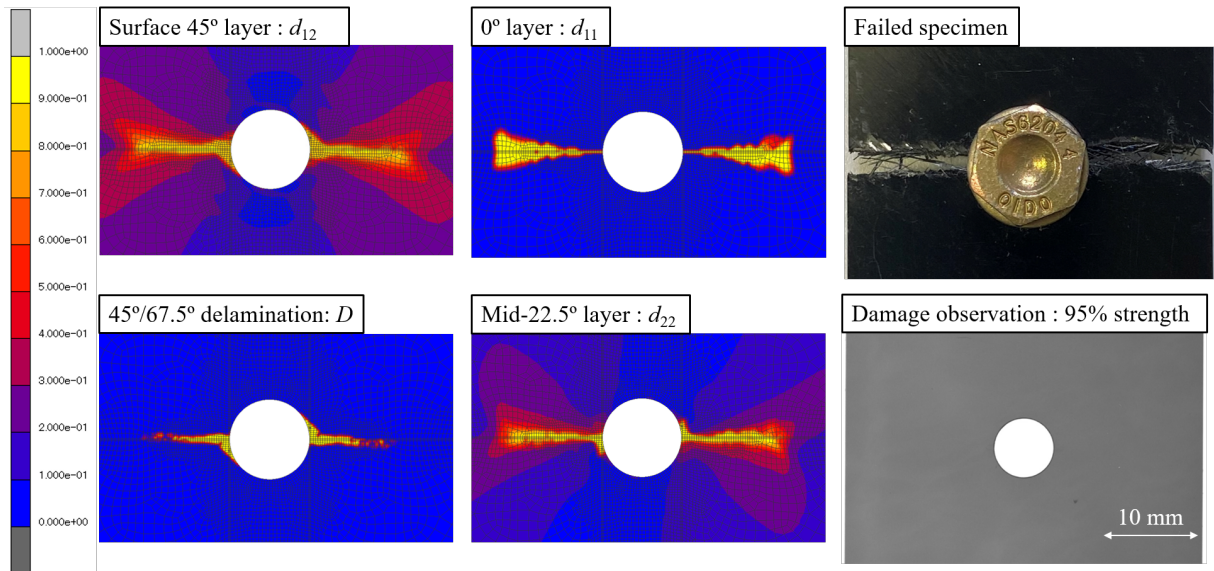 Surface 45º layer : d12
0º layer : d11
Failed specimen
1.000e+00
9.000e-01
8.000e-01
7.000e-01
6.000e-01
5.000e-01
4.000e-01
3.000e-01
2.000e-01
1.000e-01
0.000e+00
NAS6204 4
45º/67.5º delamination: D
Mid-22.5º layer : d22
Damage observation : 95% strength
10 mm